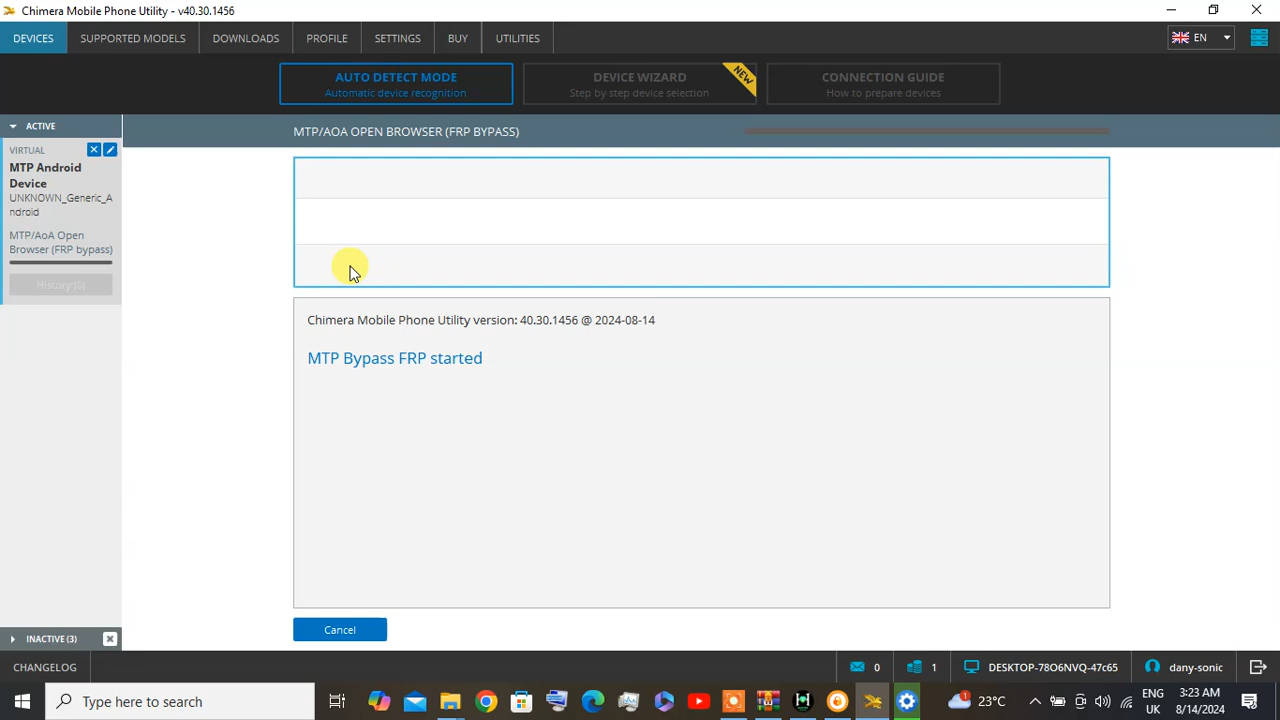 Chimera Mobile Phone Utility - v40.30.1456
DEVICES
SUPPORTED MODELS
DOWNLOADS
PROFILE
SETTINGS
BUY
UTILITIES
EN
AUTO DETECT MODE
Automatic device recognition
DEVICE WIZARD
Step by step device selection
NEW
CONNECTION GUIDE
How to prepare devices
ACTIVE
MTP/AOA OPEN BROWSER (FRP BYPASS)
VIRTUAL
MTP Android
Device
UNKNOWN_Generic_A
ndroid
MTP/AoA Open
Browser (FRP bypass)
History (0)
Chimera Mobile Phone Utility version: 40.30.1456 @ 2024-08-14
MTP Bypass FRP started
Cancel
INACTIVE (3)
CHANGELOG
0
1
DESKTOP-78O6NVQ-47c65
dany-sonic
Type here to search
23°C
ENG
UK
3:23 AM
8/14/2024